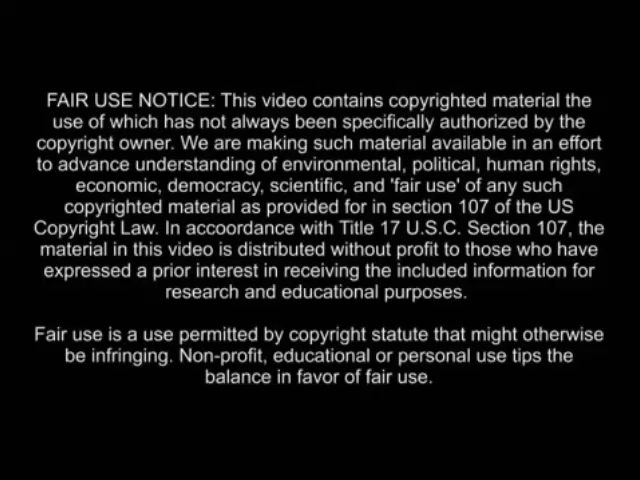 FAIR USE NOTICE: This video contains copyrighted material the
use of which has not always been specifically authorized by the
copyright owner. We are making such material available in an effort
to advance understanding of environmental, political, human rights,
economic, democracy, scientific, and 'fair use' of any such
copyrighted material as provided for in section 107 of the US
Copyright Law. In accoordance with Title 17 U.S.C. Section 107, the
material in this video is distributed without profit to those who have
expressed a prior interest in receiving the included information for
research and educational purposes.
Fair use is a use permitted by copyright statute that might otherwise
be infringing. Non-profit, educational or personal use tips the
balance in favor of fair use.